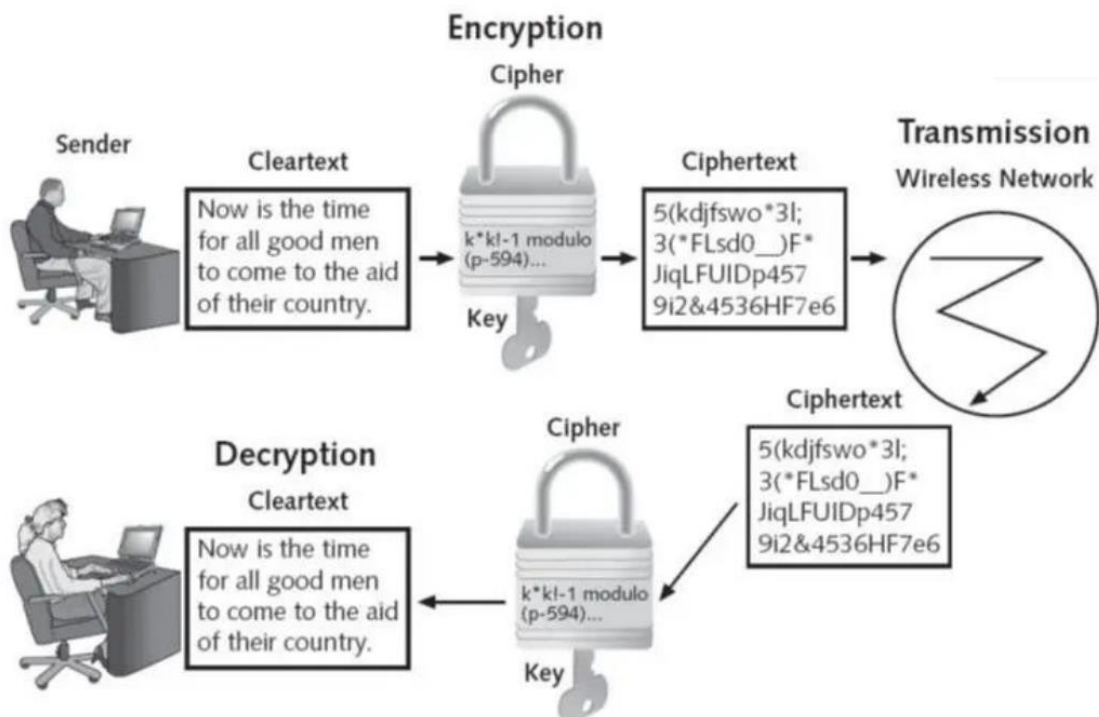 Encryption
Cipher
Sender
Cleartext
Now is the time
for all good men
to come to the aid
of their country.
k*k!-1 modulo
(p-594)...
Key
Ciphertext
5(kdjfswo*3l;
3(*FLsd0__)F*
JiqLFUIDp457
9i2&4536HF7e6
Transmission
Wireless Network
Ciphertext
5(kdjfswo*3l;
3(*FLsd0__)F*
JiqLFUIDp457
9i2&4536HF7e6
Cipher
k*k!-1 modulo
(p-594)...
Key
Decryption
Cleartext
Now is the time
for all good men
to come to the aid
of their country.